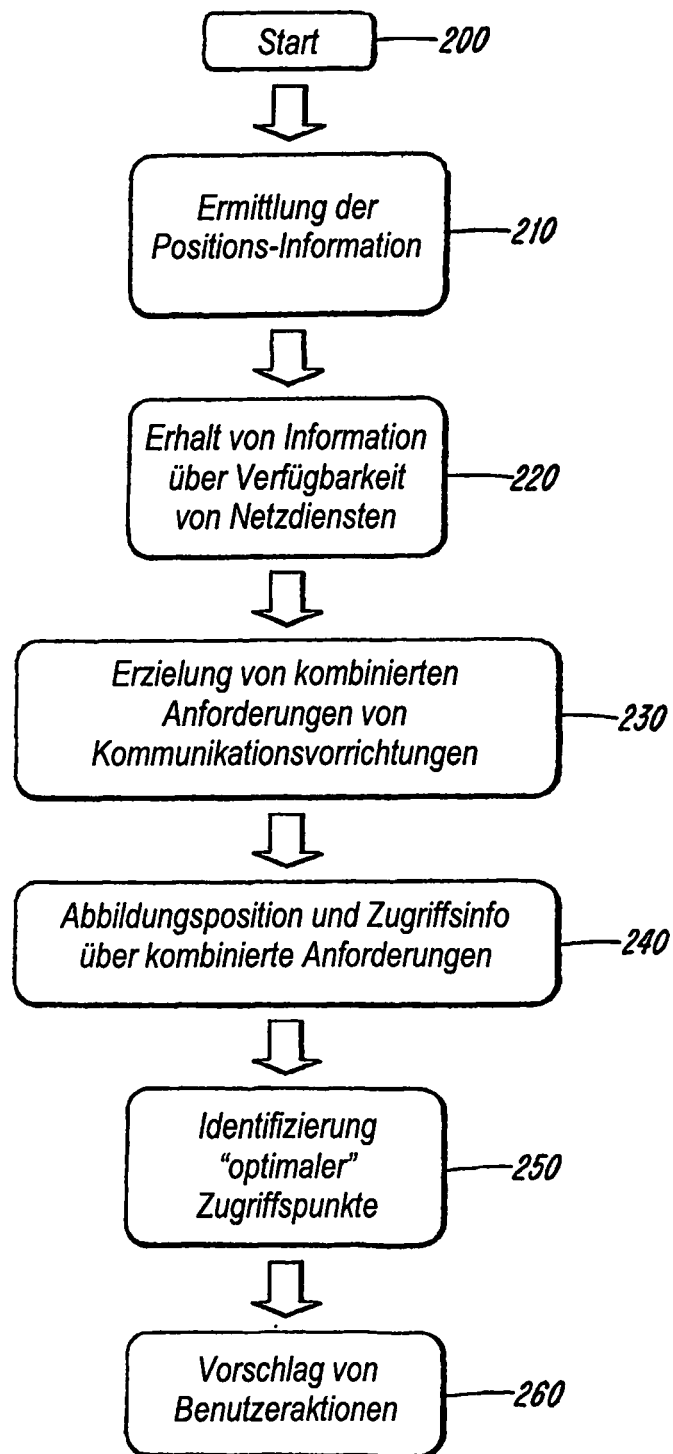 Start
200
Ermittlung der
Positions-Information
210
Erhalt von Information
über Verfügbarkeit
von Netzdiensten
220
Erzielung von kombinierten
Anforderungen von
Kommunikationsvorrichtungen
230
Abbildungsposition und Zugriffsinfo
über kombinierte Anforderungen
240
Identifizierung
“optimaler”
Zugriffspunkte
250
Vorschlag von
Benutzeraktionen
260